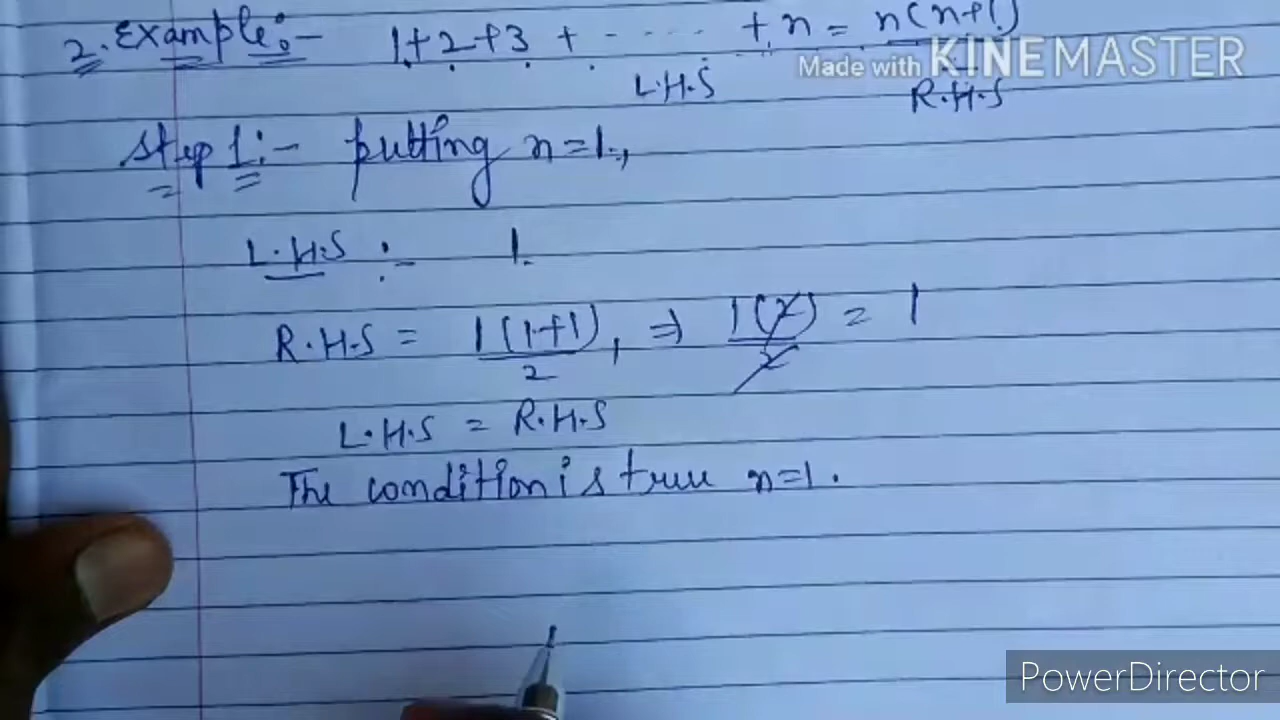 2. Example:- 1+2+3 + - - - - + n = n(n+1)
Made with KINEMASTER
L.H.S R.H.S
Step 1:- putting n=1.,
L.H.S :- 1.
R.H.S = 1(1+1)/2, ⇒ 1(2)/2 = 1
L.H.S = R.H.S
The condition is true n=1.
PowerDirector